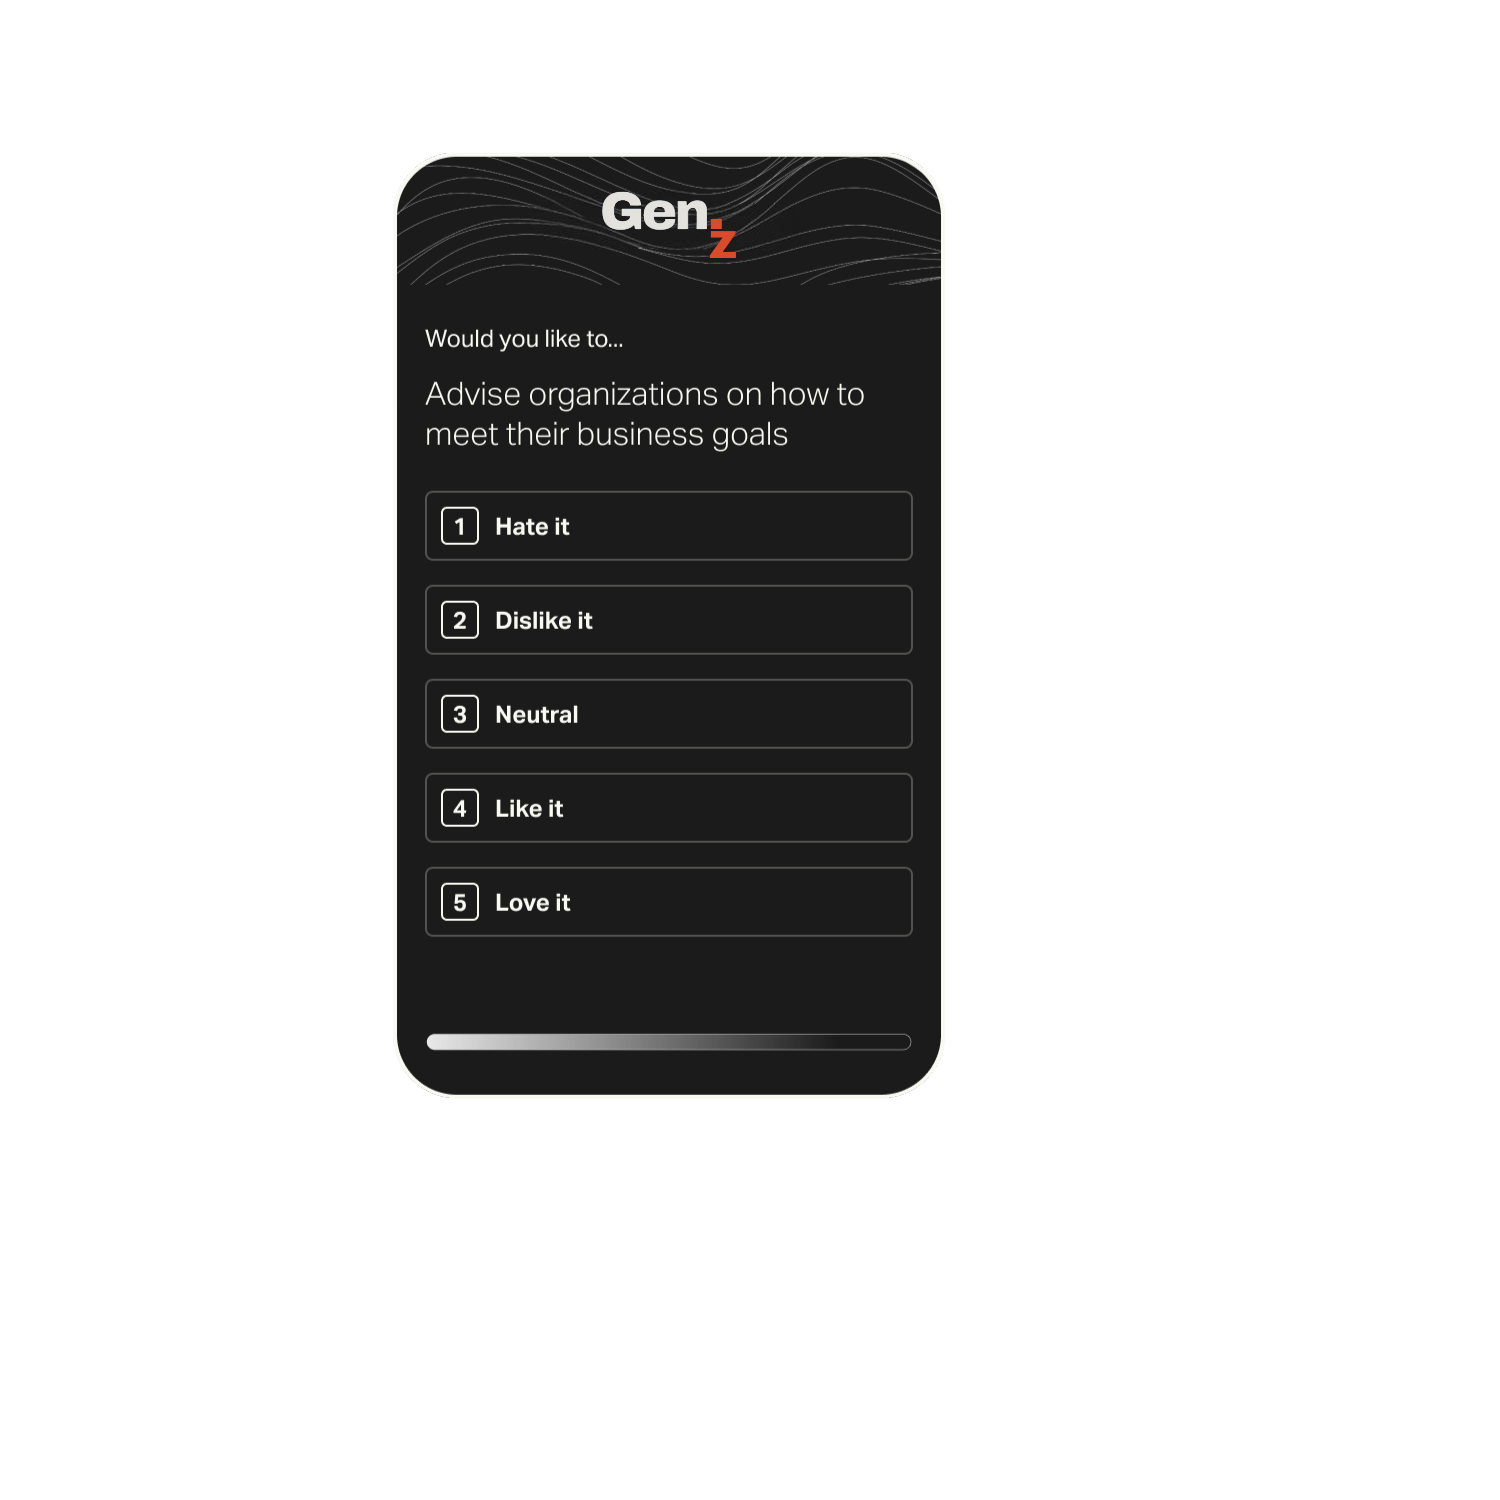 Gen.z
Would you like to...
Advise organizations on how to
meet their business goals
1 Hate it
2 Dislike it
3 Neutral
4 Like it
5 Love it